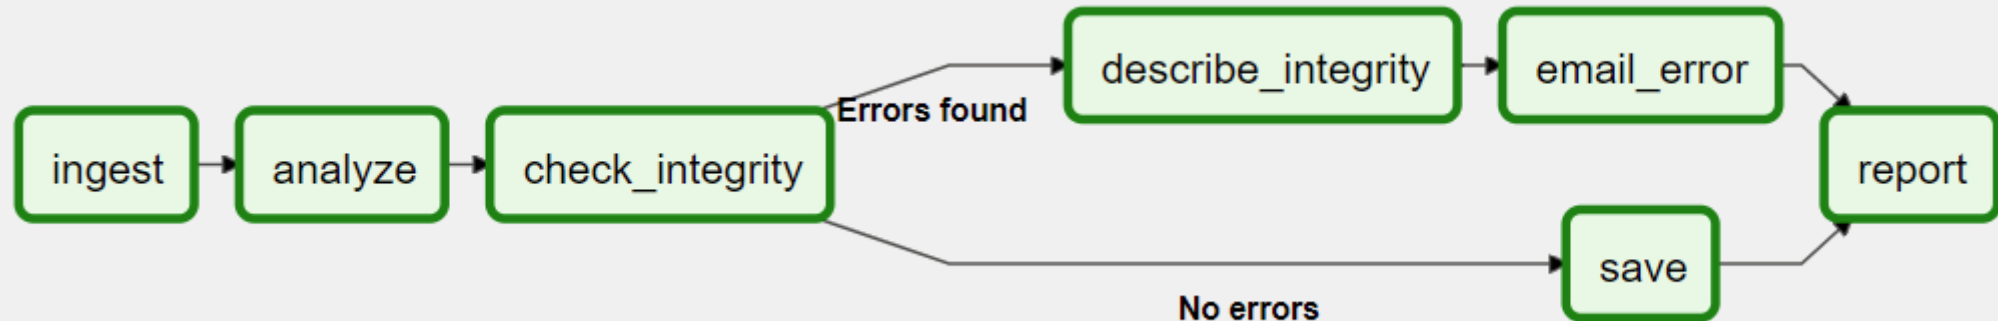 ingest
analyze
check_integrity
Errors found
describe_integrity
email_error
No errors
save
report